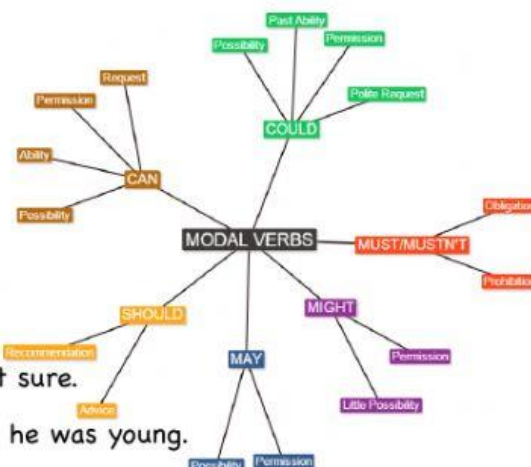 Past Ability
Possibility
Permission
Polite Request
COULD
Request
Permission
Ability
Possibility
CAN
MODAL VERBS
Obligation
MUST/MUSTN'T
Prohibition
SHOULD
Recommendation
Advice
MIGHT
Permission
Little Possibility
MAY
Possibility
Permission
t sure.
he was young.